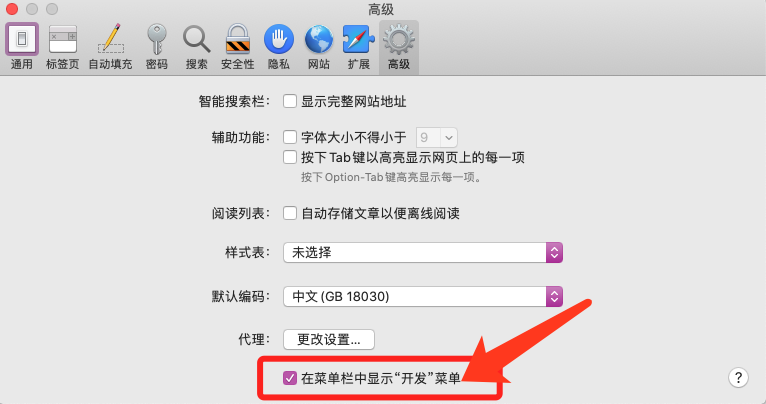 高级
通用 标签页 自动填充 密码 搜索 安全性 隐私 网站 扩展 高级
智能搜索栏： 显示完整网站地址
辅助功能： 字体大小不得小于 9
按下 Tab 键以高亮显示网页上的每一项
按下 Option-Tab 键高亮显示每一项。
阅读列表： 自动存储文章以便离线阅读
样式表： 未选择
默认编码： 中文 (GB 18030)
代理： 更改设置...
在菜单栏中显示“开发”菜单
?